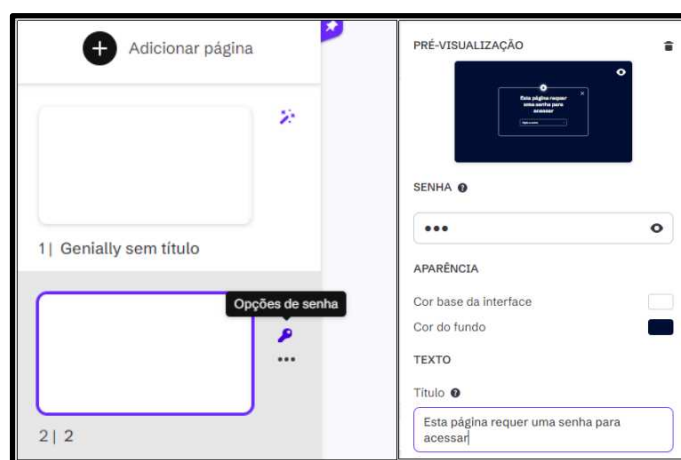 Adicionar página
1| Genially sem título
Opções de senha
2| 2
PRÉ-VISUALIZAÇÃO
Esta página requer
uma senha para
acessar
SENHA
APARÊNCIA
Cor base da interface
Cor do fundo
TEXTO
Título
Esta página requer uma senha para
acessar